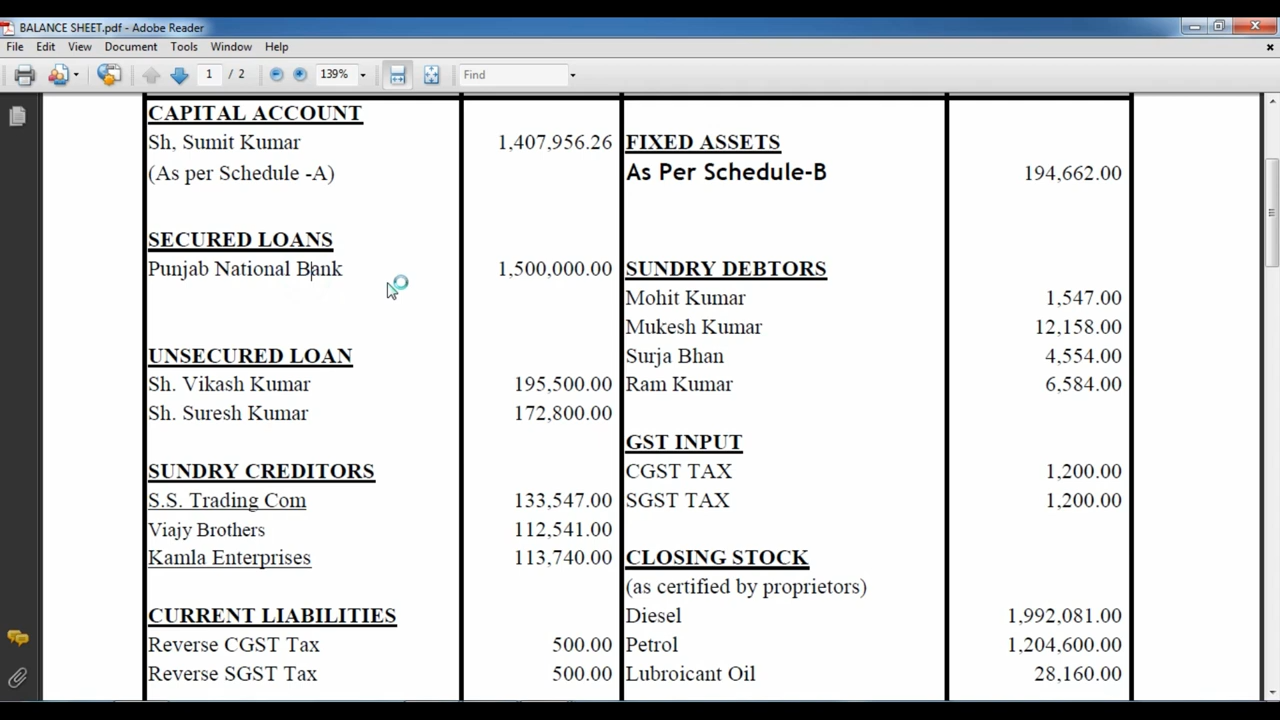 BALANCE SHEET.pdf - Adobe Reader
File Edit View Document Tools Window Help
1 / 2 139% Find
CAPITAL ACCOUNT
Sh, Sumit Kumar 1,407,956.26 FIXED ASSETS
(As per Schedule -A) As Per Schedule-B 194,662.00
SECURED LOANS
Punjab National Bank 1,500,000.00 SUNDRY DEBTORS
Mohit Kumar 1,547.00
Mukesh Kumar 12,158.00
UNSECURED LOAN Surja Bhan 4,554.00
Sh. Vikash Kumar 195,500.00 Ram Kumar 6,584.00
Sh. Suresh Kumar 172,800.00
GST INPUT
SUNDRY CREDITORS CGST TAX 1,200.00
S.S. Trading Com 133,547.00 SGST TAX 1,200.00
Viajy Brothers 112,541.00
Kamla Enterprises 113,740.00 CLOSING STOCK
(as certified by proprietors)
CURRENT LIABILITIES Diesel 1,992,081.00
Reverse CGST Tax 500.00 Petrol 1,204,600.00
Reverse SGST Tax 500.00 Lubroicant Oil 28,160.00